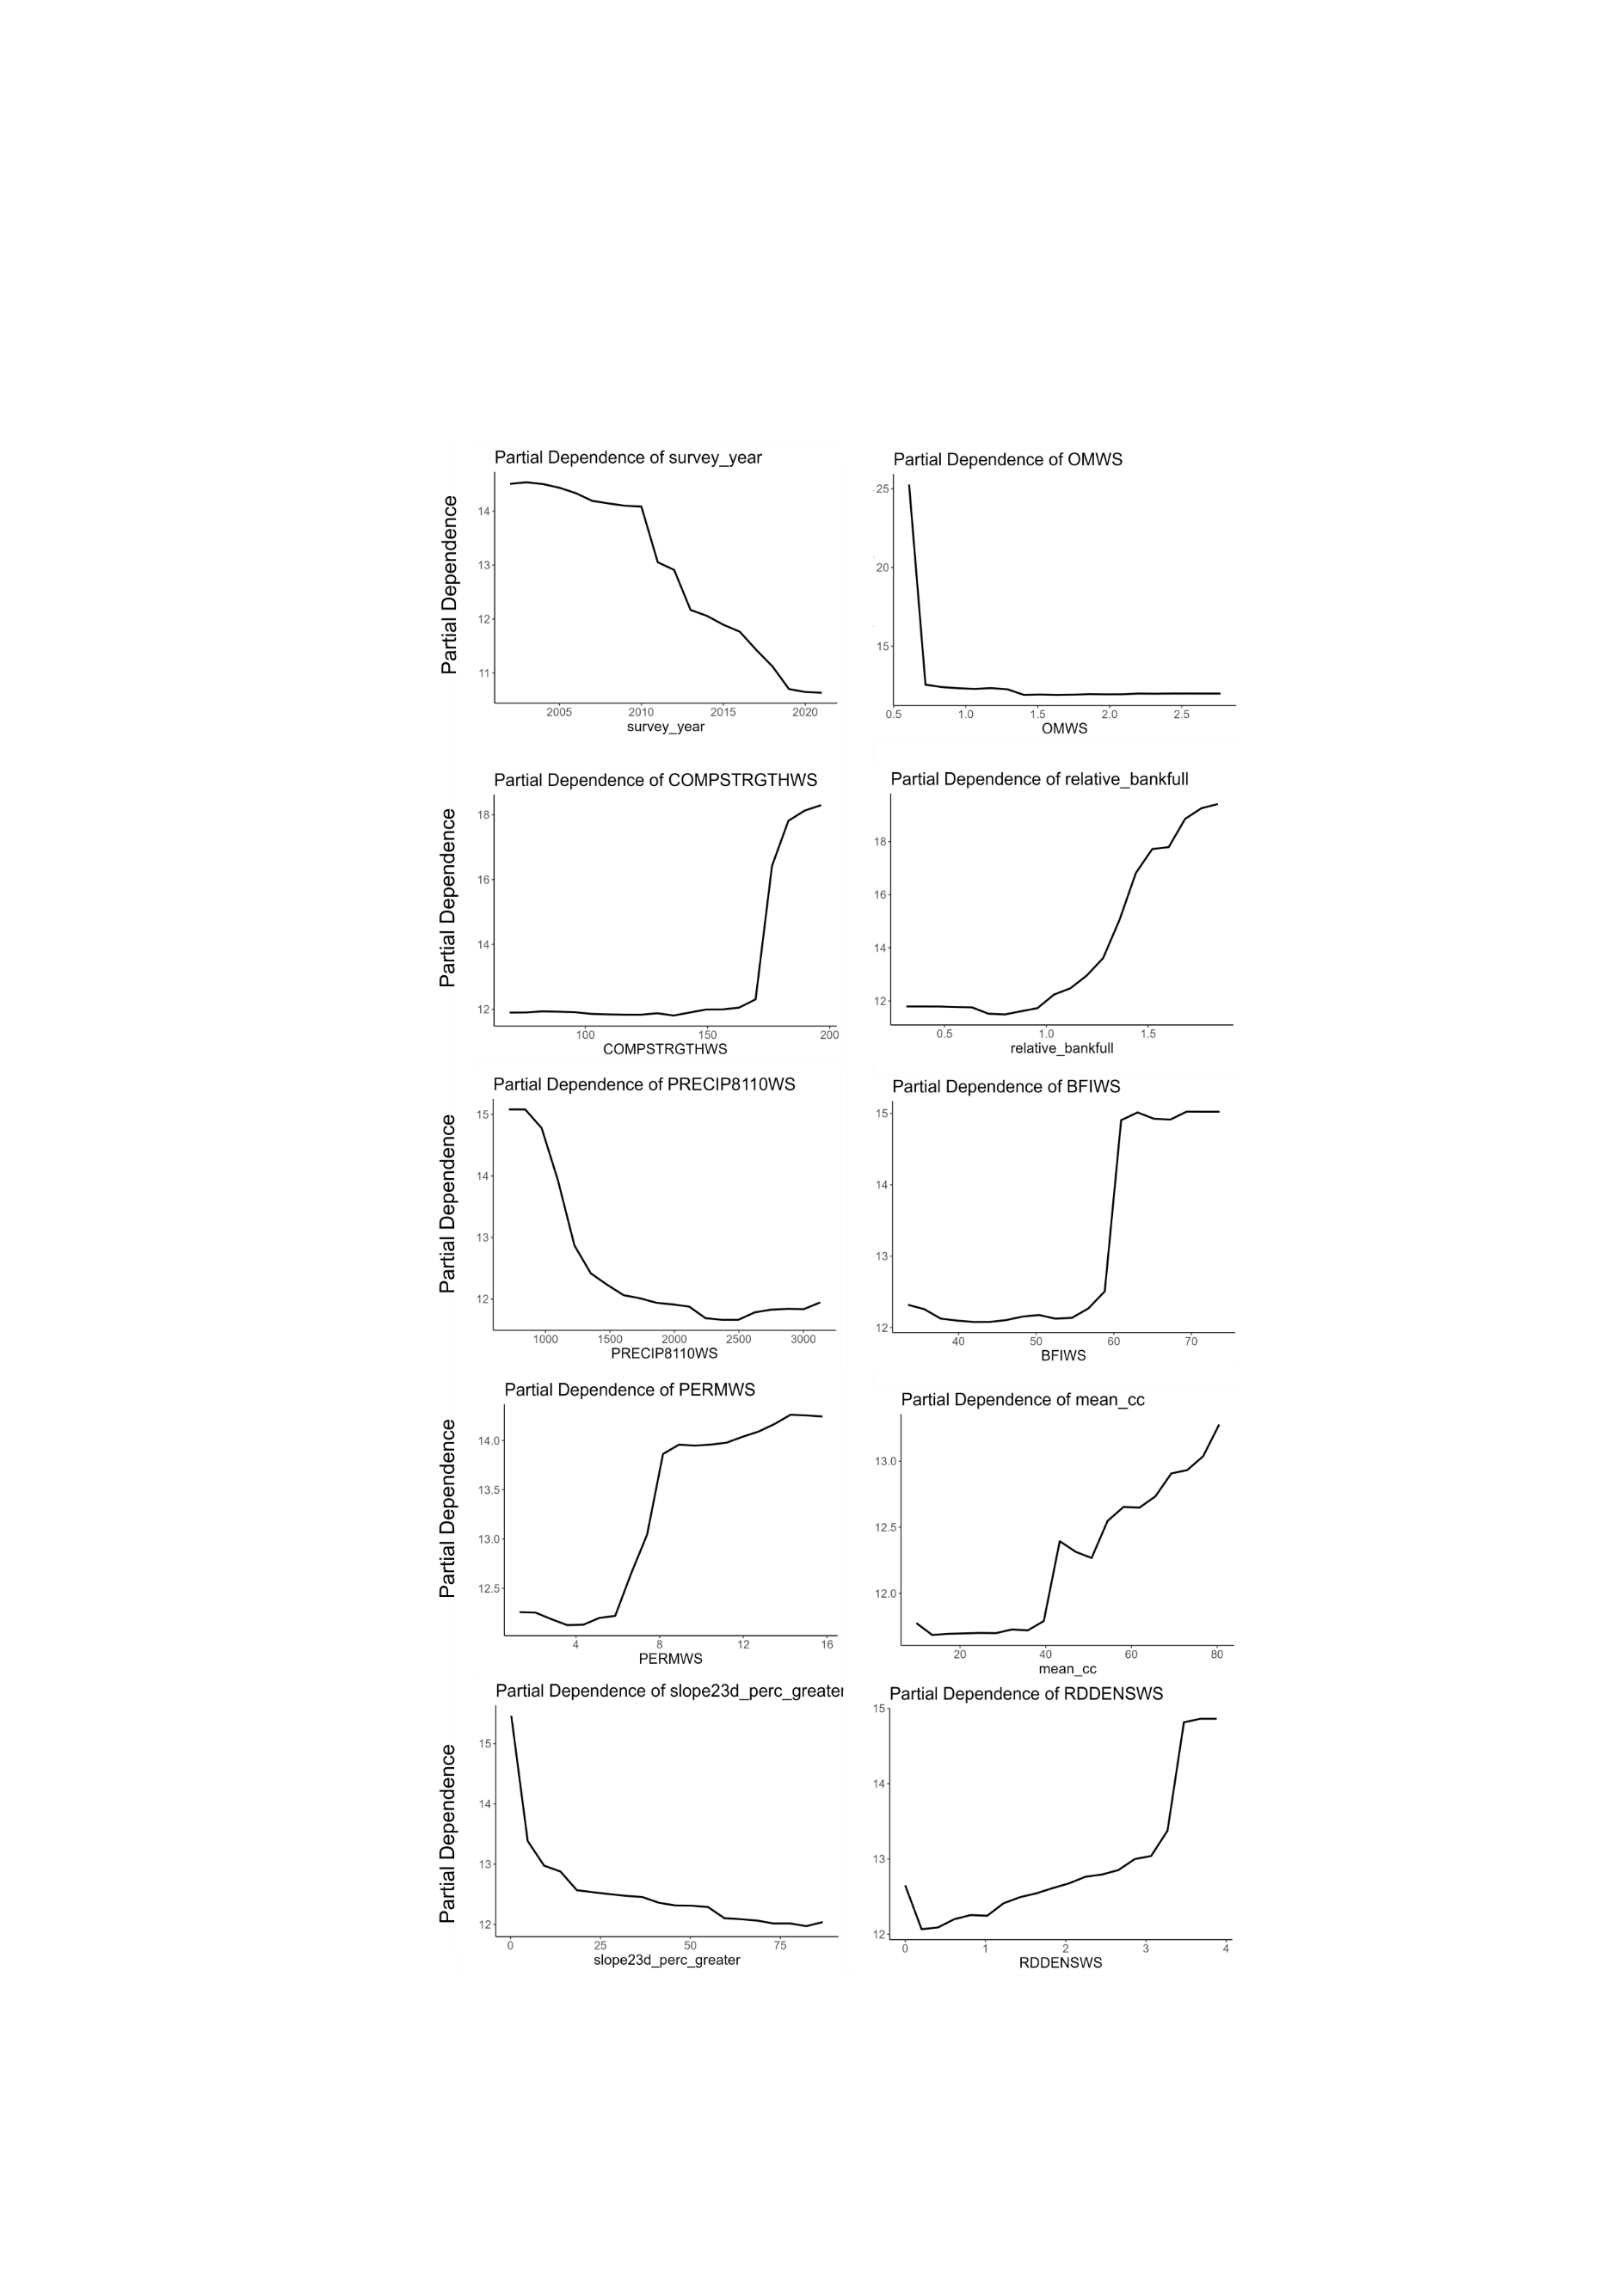 Partial Dependence of survey_year
Partial Dependence
14
13
12
11
2005 2010 2015 2020
survey_year
Partial Dependence of OMWS
25
20
15
0.5 1.0 1.5 2.0 2.5
OMWS
Partial Dependence of COMPSTRGTHWS
Partial Dependence
18
16
14
12
100 150 200
COMPSTRGTHWS
Partial Dependence of relative_bankfull
18
16
14
12
0.5 1.0 1.5
relative_bankfull
Partial Dependence of PRECIP8110WS
Partial Dependence
15
14
13
12
1000 1500 2000 2500 3000
PRECIP8110WS
Partial Dependence of BFIWS
15
14
13
12
40 50 60 70
BFIWS
Partial Dependence of PERMWS
Partial Dependence
14.0
13.5
13.0
12.5
4 8 12 16
PERMWS
Partial Dependence of mean_cc
13.0
12.5
12.0
20 40 60 80
mean_cc
Partial Dependence of slope23d_perc_greater
Partial Dependence
15
14
13
12
0 25 50 75
slope23d_perc_greater
Partial Dependence of RDDENSWS
15
14
13
12
0 1 2 3 4
RDDENSWS